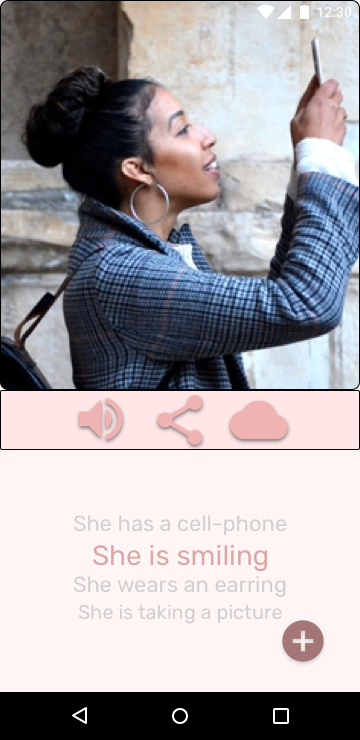 12:30
She has a cell-phone
She is smiling
She wears an earring
She is taking a picture